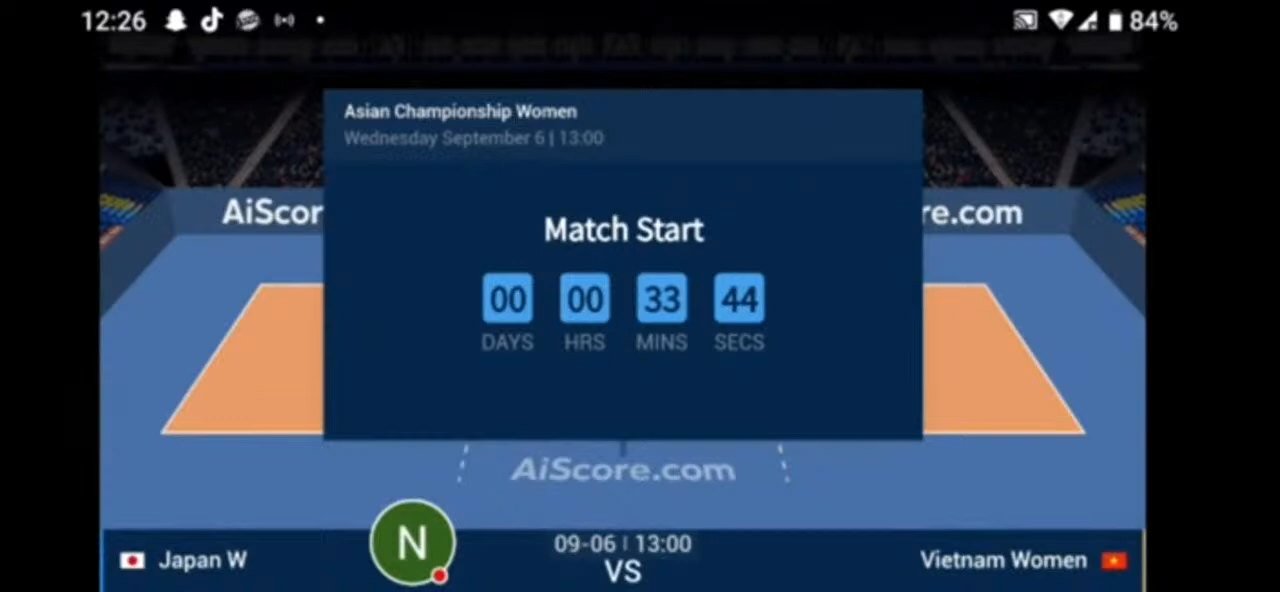 12:26
84%
Asian Championship Women
Wednesday September 6 | 13:00
AiScor
re.com
Match Start
00 00 33 44
DAYS HRS MINS SECS
AiScore.com
N
09-06 | 13:00
Japan W
VS
Vietnam Women